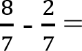 8/7 - 2/7 =